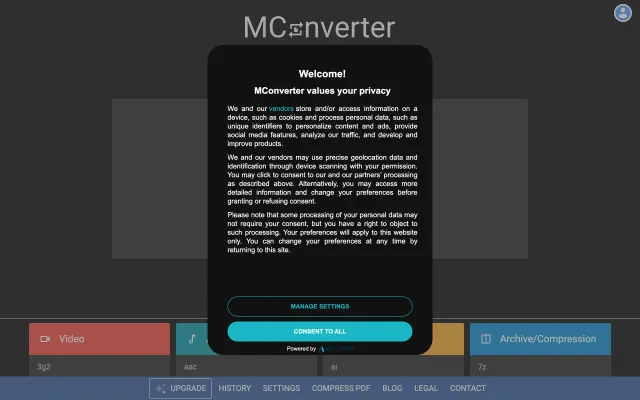 MConverter
Welcome!
MConverter values your privacy
We and our vendors store and/or access information on a
device, such as cookies and process personal data, such as
unique identifiers to personalize content and ads, provide
social media features, analyze our traffic, and develop and
improve products.
We and our vendors may use precise geolocation data and
identification through device scanning with your permission.
You may click to consent to our and our partners' processing
as described above. Alternatively, you may access more
detailed information and change your preferences before
granting or refusing consent.
Please note that some processing of your personal data may
not require your consent, but you have a right to object to
such processing. Your preferences will apply to this website
only. You can change your preferences at any time by
returning to this site.
MANAGE SETTINGS
CONSENT TO ALL
Powered by
Video
Archive/Compression
3g2
aac
ai
7z
UPGRADE HISTORY SETTINGS COMPRESS PDF BLOG LEGAL CONTACT